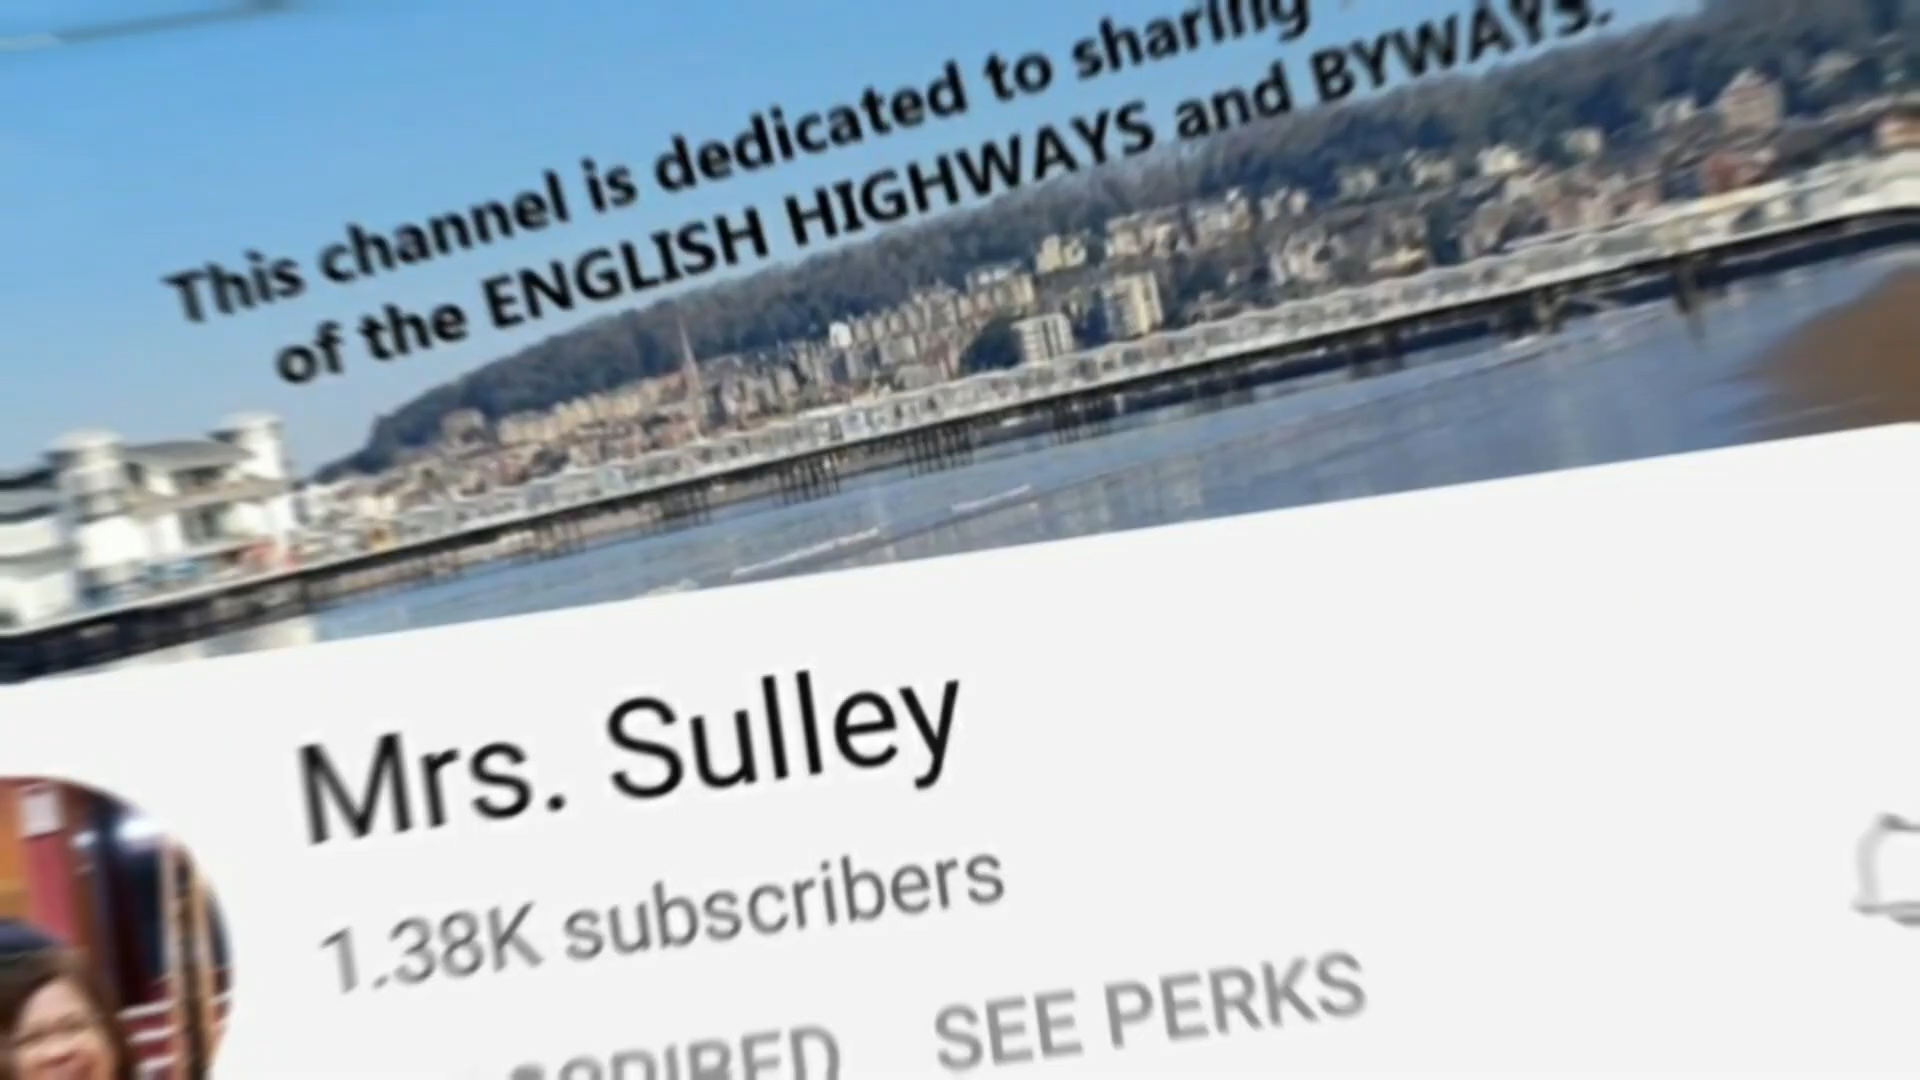 This channel is dedicated to sharing
of the ENGLISH HIGHWAYS and BYWAYS.
Mrs. Sulley
1.38K subscribers
SEE PERKS